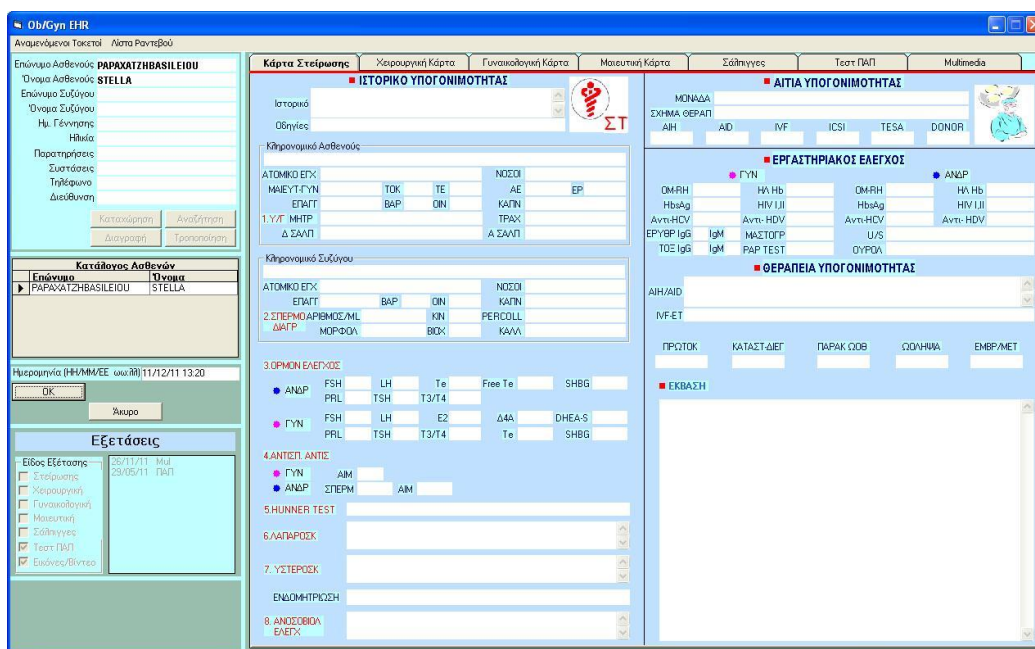 Ob/Gyn EHR
Αναμενόμενοι Τοκετοί Λίστα Ραντεβού
Επώνυμο Ασθενούς PAPAXATZHBASILEIOU
Όνομα Ασθενούς STELLA
Επώνυμο Συζύγου
Όνομα Συζύγου
Ημ. Γέννησης
Ηλικία
Παρατηρήσεις
Συστάσεις
Τηλέφωνο
Διεύθυνση
Καταχώρηση Αναζήτηση
Διαγραφή Τροποποίηση
Κατάλογος Ασθενών
Επώνυμο Όνομα
PAPAXATZHBASILEIOU STELLA
Ημερομηνία (ΗΗ/ΜΜ/ΕΕ ωω:λλ) 11/12/11 13:20
OK
Άκυρο
Εξετάσεις
Είδος Εξέτασης
Στείρωσης
Χειρουργική
Γυναικολογική
Μαιευτική
Σάλπιγγες
Τεστ ΠΑΠ
Εικόνες/Βίντεο
26/11/11 Mul
29/05/11 ΠΑΠ
Κάρτα Στείρωσης Χειρουργική Κάρτα Γυναικολογική Κάρτα Μαιευτική Κάρτα Σάλπιγγες Τεστ ΠΑΠ Multimedia
ΙΣΤΟΡΙΚΟ ΥΠΟΓΟΝΙΜΟΤΗΤΑΣ
Ιστορικό
Οδηγίες
ΣΤ
Κληρονομικό Ασθενούς
ΑΤΟΜΙΚΟ ΕΓΧ ΝΟΣΟΙ
ΜΑΙΕΥΤ-ΓΥΝ ΤΟΚ ΤΕ ΑΕ ΕΡ
ΕΠΑΓΓ ΒΑΡ ΟΙΝ ΚΑΠΝ
1.Υ/Γ ΜΗΤΡ ΤΡΑΧ
Δ ΣΑΛΠ Α ΣΑΛΠ
Κληρονομικό Συζύγου
ΑΤΟΜΙΚΟ ΕΓΧ ΝΟΣΟΙ
ΕΠΑΓΓ ΒΑΡ ΟΙΝ ΚΑΠΝ
2.ΣΠΕΡΜΟ ΑΡΙΘΜΟΣ/ML ΚΙΝ PERCOLL
ΔΙΑΓΡ ΜΟΡΦΟΛ ΒΙΟΧ ΚΑΛΛ
3.ΟΡΜΟΝ ΕΛΕΓΧΟΣ
ΑΝΔΡ FSH LH Te Free Te SHBG
PRL TSH T3/T4
ΓΥΝ FSH LH E2 Δ4Α DHEA-S
PRL TSH T3/T4 Te SHBG
4.ΑΝΤΙΣΠ. ΑΝΤΙΣ
ΓΥΝ ΑΙΜ
ΑΝΔΡ ΣΠΕΡΜ ΑΙΜ
5.HUNNER TEST
6.ΛΑΠΑΡΟΣΚ
7. ΥΣΤΕΡΟΣΚ
ΕΝΔΟΜΗΤΡΙΩΣΗ
8. ΑΝΟΣΟΒΙΟΛ
ΕΛΕΓΧ
ΑΙΤΙΑ ΥΠΟΓΟΝΙΜΟΤΗΤΑΣ
ΜΟΝΑΔΑ
ΣΧΗΜΑ ΘΕΡΑΠ
AIH AID IVF ICSI TESA DONOR
ΕΡΓΑΣΤΗΡΙΑΚΟΣ ΕΛΕΓΧΟΣ
ΓΥΝ ΑΝΔΡ
ΟΜ-RH ΗΛ Hb ΟΜ-RH ΗΛ Hb
HbsAg HIV I,II HbsAg HIV I,II
Αντι-HCV Αντι- HDV Αντι-HCV Αντι- HDV
ΕΡΥΘΡ IgG IgM ΜΑΣΤΟΓΡ U/S
ΤΟΞ IgG IgM PAP TEST ΟΥΡΟΛ
ΘΕΡΑΠΕΙΑ ΥΠΟΓΟΝΙΜΟΤΗΤΑΣ
AIH/AID
IVF-ET
ΠΡΩΤΟΚ ΚΑΤΑΣΤ-ΔΙΕΓ ΠΑΡΑΚ ΩΟΘ ΩΟΛΗΨΙΑ ΕΜΒΡ/ΜΕΤ
ΕΚΒΑΣΗ